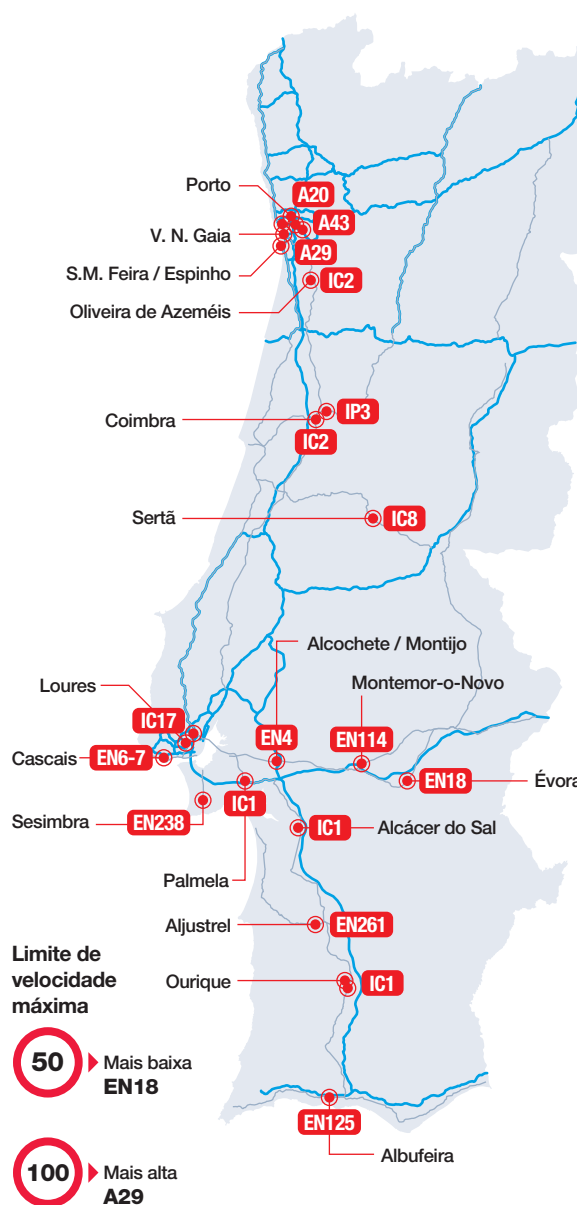 Porto
A20
A43
V. N. Gaia
A29
S.M. Feira / Espinho
IC2
Oliveira de Azeméis
IP3
Coimbra
IC2
Sertã
IC8
Alcochete / Montijo
Loures
Montemor-o-Novo
IC17
EN4
EN114
Cascais
EN6-7
EN18
Évora
IC1
Sesimbra
EN238
IC1
Alcácer do Sal
Palmela
Aljustrel
EN261
Limite de
velocidade
máxima
Ourique
IC1
50
Mais baixa
EN18
EN125
Albufeira
100
Mais alta
A29